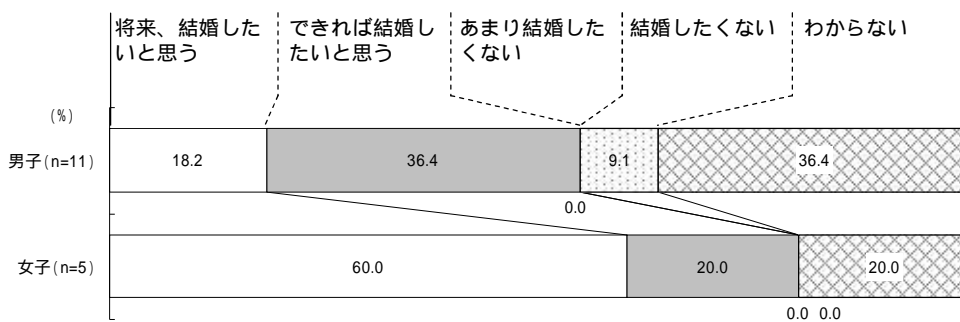 将来、結婚した
いと思う
できれば結婚し
たいと思う
あまり結婚した
くない
結婚したくない
わからない
(%)
男子(n=11)
18.2
36.4
9.1
36.4
0.0
女子(n=5)
60.0
20.0
20.0
0.0 0.0